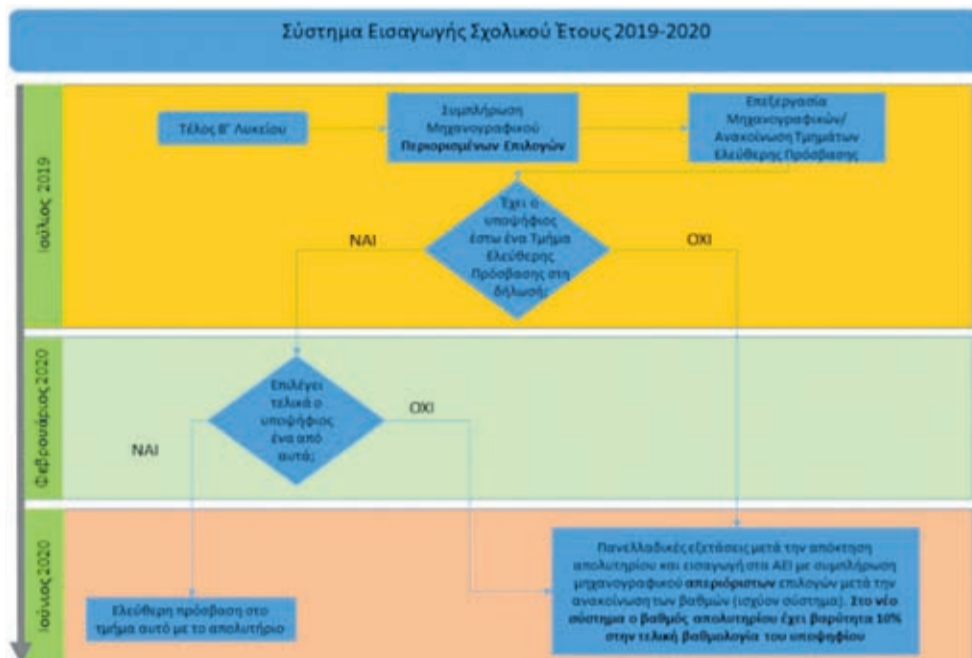 Σύστημα Εισαγωγής Σχολικού Έτους 2019-2020
Ιούλιος 2019
Τέλος Β' Λυκείου
Συμπλήρωση
Μηχανογραφικού
Περιορισμένων Επιλογών
Επεξεργασία
Μηχανογραφικών/
Ανακοίνωση Τμημάτων
Ελεύθερης Πρόσβασης
Έχει ο
υποψήφιος
έστω ένα Τμήμα
Ελεύθερης
Πρόσβασης στη
δήλωσή;
ΝΑΙ
ΟΧΙ
Φεβρουάριος 2020
Επιλέγει
τελικά ο
υποψήφιος
ένα από
αυτά;
ΝΑΙ
ΟΧΙ
Ιούνιος 2020
Ελεύθερη πρόσβαση στο
τμήμα αυτό με το απολυτήριο
Πανελλαδικές εξετάσεις μετά την απόκτηση
απολυτηρίου και εισαγωγή στα ΑΕΙ με συμπλήρωση
μηχανογραφικού απεριόριστων επιλογών μετά την
ανακοίνωση των βαθμών (ισχύον σύστημα). Στο νέο
σύστημα ο βαθμός απολυτηρίου έχει βαρύτητα 10%
στην τελική βαθμολογία του υποψηφίου